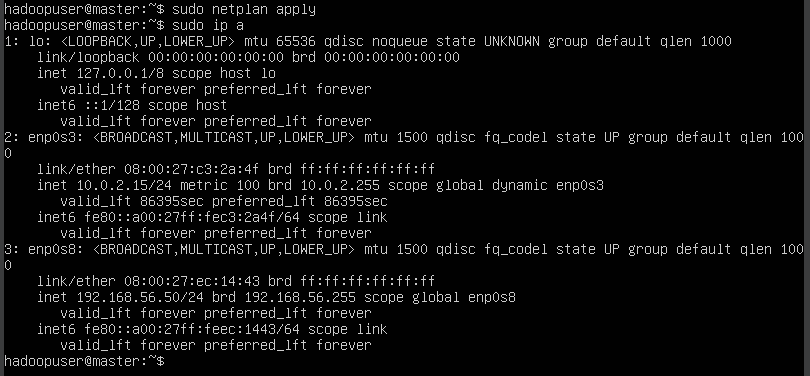 hadoopuser@master:~$ sudo netplan apply
hadoopuser@master:~$ sudo ip a
1: lo: <LOOPBACK,UP,LOWER_UP> mtu 65536 qdisc noqueue state UNKNOWN group default qlen 1000
    link/loopback 00:00:00:00:00:00 brd 00:00:00:00:00:00
    inet 127.0.0.1/8 scope host lo
       valid_lft forever preferred_lft forever
    inet6 ::1/128 scope host
       valid_lft forever preferred_lft forever
2: enp0s3: <BROADCAST,MULTICAST,UP,LOWER_UP> mtu 1500 qdisc fq_codel state UP group default qlen 100
0
    link/ether 08:00:27:c3:2a:4f brd ff:ff:ff:ff:ff:ff
    inet 10.0.2.15/24 metric 100 brd 10.0.2.255 scope global dynamic enp0s3
       valid_lft 86395sec preferred_lft 86395sec
    inet6 fe80::a00:27ff:fec3:2a4f/64 scope link
       valid_lft forever preferred_lft forever
3: enp0s8: <BROADCAST,MULTICAST,UP,LOWER_UP> mtu 1500 qdisc fq_codel state UP group default qlen 100
0
    link/ether 08:00:27:ec:14:43 brd ff:ff:ff:ff:ff:ff
    inet 192.168.56.50/24 brd 192.168.56.255 scope global enp0s8
       valid_lft forever preferred_lft forever
    inet6 fe80::a00:27ff:feec:1443/64 scope link
       valid_lft forever preferred_lft forever
hadoopuser@master:~$